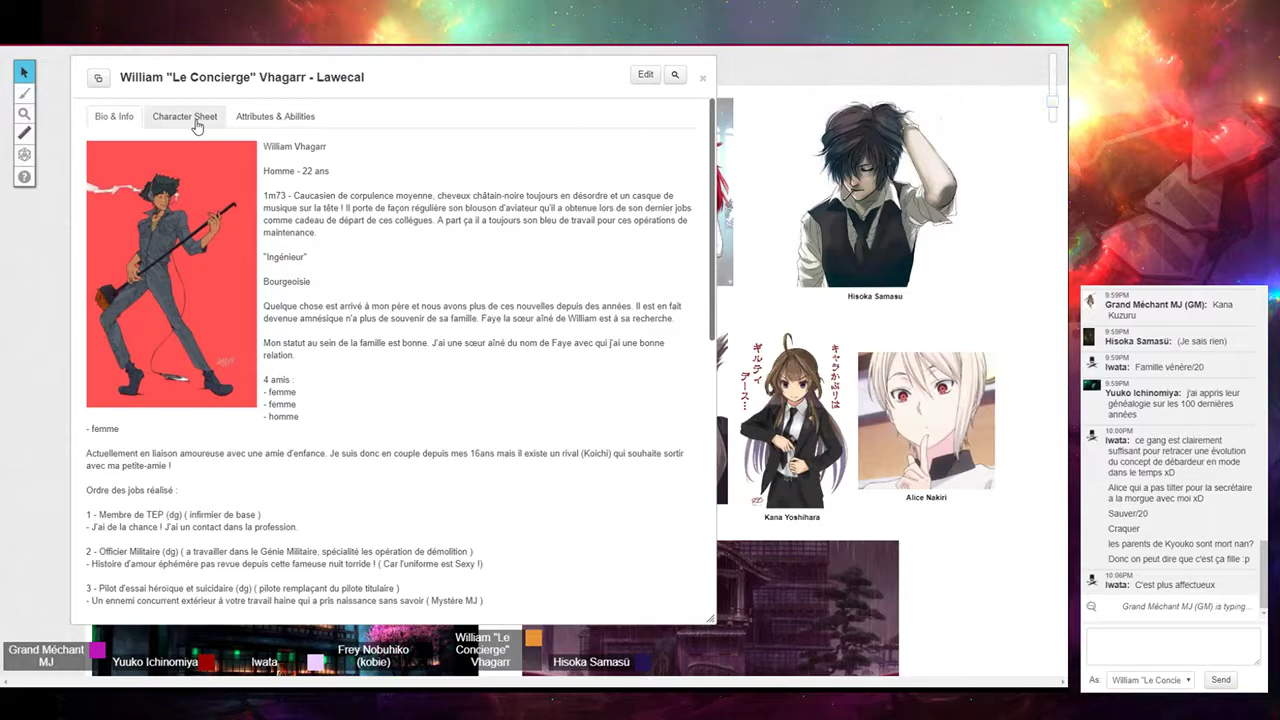 William "Le Concierge" Vhagarr - Lawecal
Edit
Bio & Info
Character Sheet
Attributes & Abilities
William Vhagarr
Homme - 22 ans
1m73 - Caucasien de corpulence moyenne, cheveux châtain-noire toujours en désordre et un casque de
musique sur la tête ! Il porte de façon régulière son blouson d'aviateur qu'il a obtenue lors de son dernier jobs
comme cadeau de départ de ces collègues. A part ça il a toujours son bleu de travail pour ces opérations de
maintenance.
"Ingénieur"
Bourgeoisie
Quelque chose est arrivé à mon père et nous avons plus de ces nouvelles depuis des années. Il est en fait
devenue amnésique n'a plus de souvenir de sa famille. Faye la sœur aîné de William est à sa recherche.
Mon statut au sein de la famille est bonne. J'ai une sœur aîné du nom de Faye avec qui j'ai une bonne
relation.
4 amis :
- femme
- femme
- homme
- femme
Actuellement en liaison amoureuse avec une amie d'enfance. Je suis donc en couple depuis mes 16ans mais il existe un rival (Koichi) qui souhaite sortir
avec ma petite-amie !
Ordre des jobs réalisé :
1 - Membre de TEP (dg) ( infirmier de base )
- J'ai de la chance ! J'ai un contact dans la profession.
2 - Officier Militaire (dg) ( a travailler dans le Génie Militaire, spécialité les opération de démolition )
- Histoire d'amour éphémère pas revue depuis cette fameuse nuit torride ! ( Car l'uniforme est Sexy !)
3 - Pilot d'essai héroïque et suicidaire (dg) ( pilote remplaçant du pilote titulaire )
- Un ennemi concurrent extérieur à votre travail haine qui a pris naissance sans savoir ( Mystère MJ )
Hisoka Samasu
ギルティ
デース…
キャラかぶりは
Kana Yoshihara
Alice Nakiri
Grand Méchant
MJ
Yuuko Ichinomiya
Iwata
Frey Nobuhiko
(kobie)
William "Le
Concierge"
Vhagarr
Hisoka Samasü
9:59PM
Grand Méchant MJ (GM): Kana
Kuzuru
9:59PM
Hisoka Samasü: (Je sais rien)
9:59PM
Iwata: Famille vénère/20
9:59PM
Yuuko Ichinomiya: j'ai appris leur
généalogie sur les 100 dernières
années
10:00PM
Iwata: ce gang est clairement
suffisant pour retracer une évolution
du concept de débardeur en mode
dans le temps xD
Alice qui a pas tilter pour la secrétaire
a la morgue avec moi xD
Sauver/20
Craquer
les parents de Kyouko sont mort nan?
Donc on peut dire que c'est ça fille :p
10:06PM
Iwata: C'est plus affectueux
Grand Méchant MJ (GM) is typing...
As:
William "Le Concie
Send